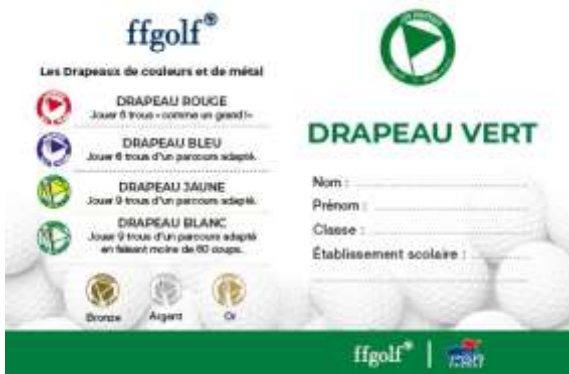 ffgolf
Les Drapeaux de couleurs et de métal
DRAPEAU ROUGE
Jouer 6 trous « comme un grand !»
DRAPEAU BLEU
Jouer 6 trous d'un parcours adapté.
DRAPEAU JAUNE
Jouer 9 trous d'un parcours adapté.
DRAPEAU BLANC
Jouer 9 trous d'un parcours adapté
en faisant moins de 60 coups.
Bronze Argent Or
DRAPEAU VERT
Nom :
Prénom :
Classe :
Établissement scolaire :
ffgolf